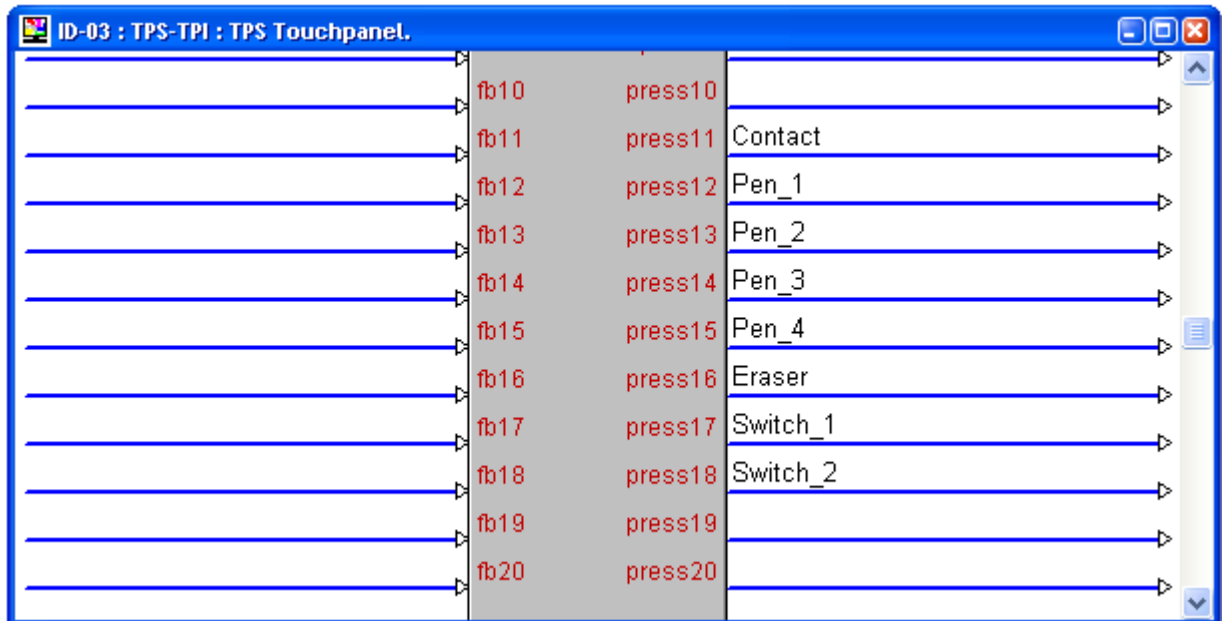 ID-03 : TPS-TPI : TPS Touchpanel.
fb10 press10
fb11 press11 Contact
fb12 press12 Pen_1
fb13 press13 Pen_2
fb14 press14 Pen_3
fb15 press15 Pen_4
fb16 press16 Eraser
fb17 press17 Switch_1
fb18 press18 Switch_2
fb19 press19
fb20 press20